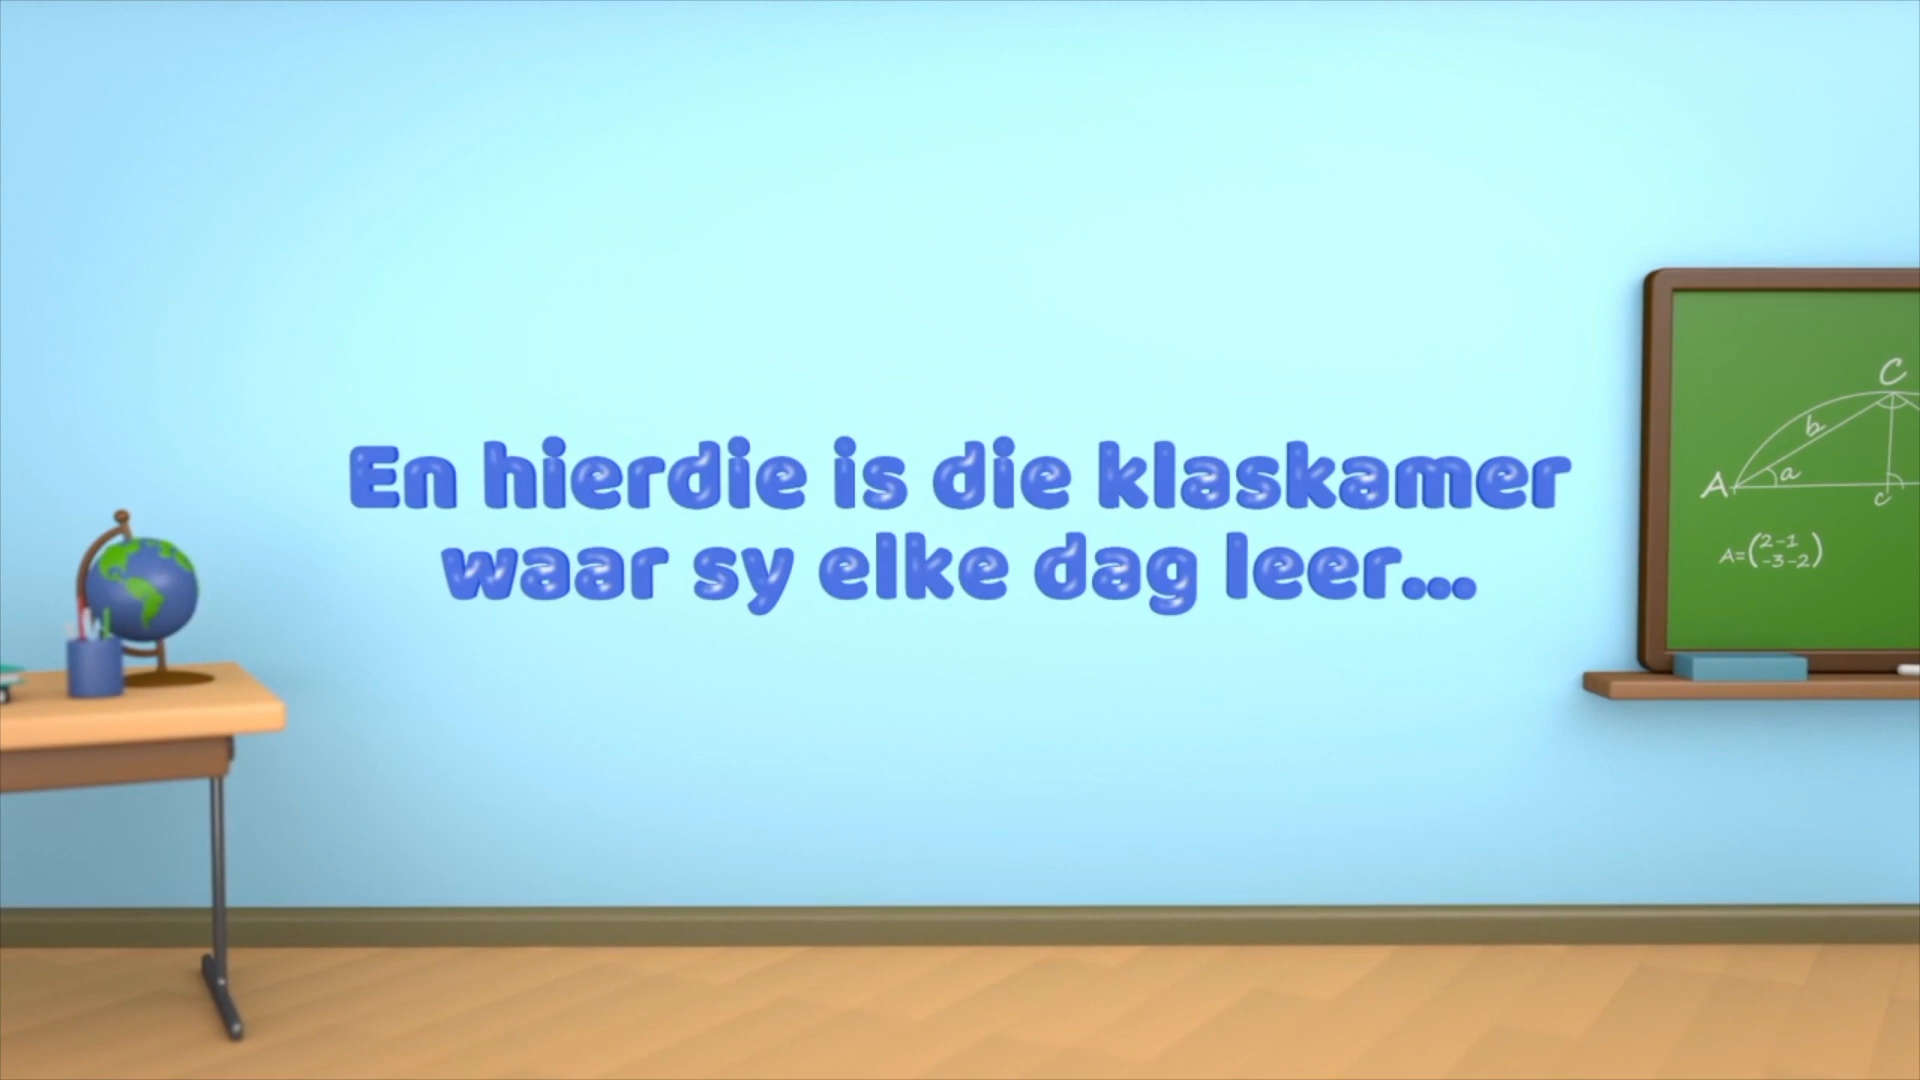 En hierdie is die klaskamer
waar sy elke dag leer...
C
b
A
a
c
A=(2-1
-3-2)